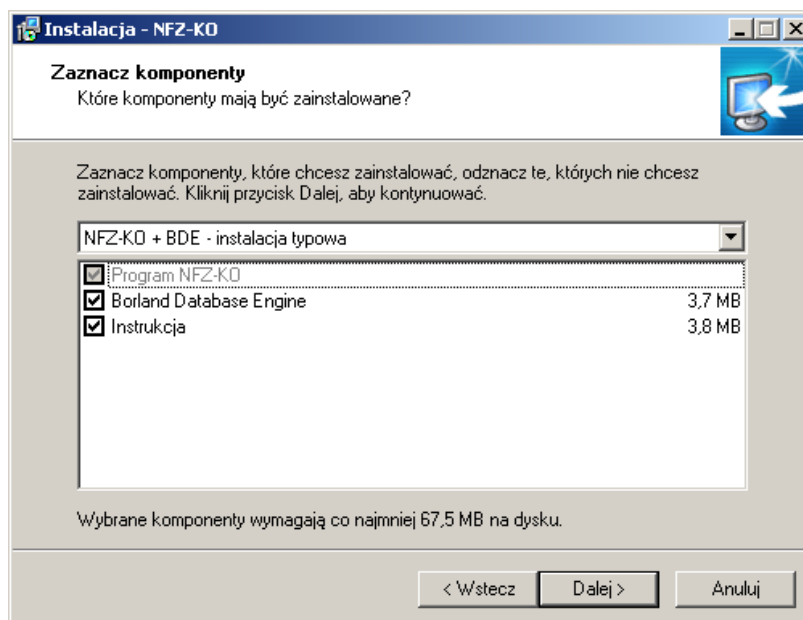 Instalacja - NFZ-KO
Zaznacz komponenty
Które komponenty mają być zainstalowane?
Zaznacz komponenty, które chcesz zainstalować, odznacz te, których nie chcesz
zainstalować. Kliknij przycisk Dalej, aby kontynuować.
NFZ-KO + BDE - instalacja typowa
Program NFZ-KO
Borland Database Engine 3,7 MB
Instrukcja 3,8 MB
Wybrane komponenty wymagają co najmniej 67,5 MB na dysku.
< Wstecz Dalej > Anuluj